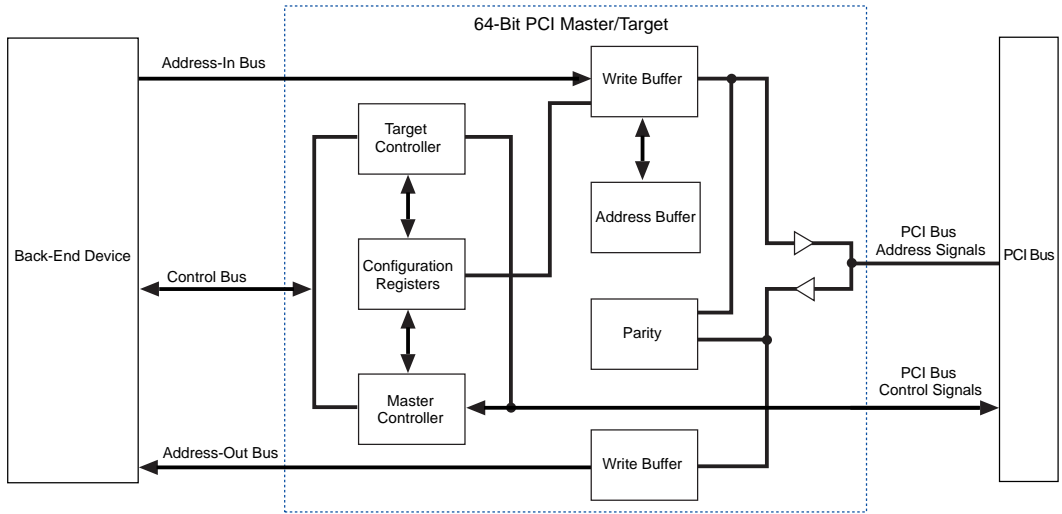 64-Bit PCI Master/Target
Address-In Bus
Write Buffer
Target
Controller
Address Buffer
Back-End Device
PCI Bus
Address Signals
PCI Bus
Control Bus
Configuration
Registers
Parity
PCI Bus
Control Signals
Master
Controller
Address-Out Bus
Write Buffer